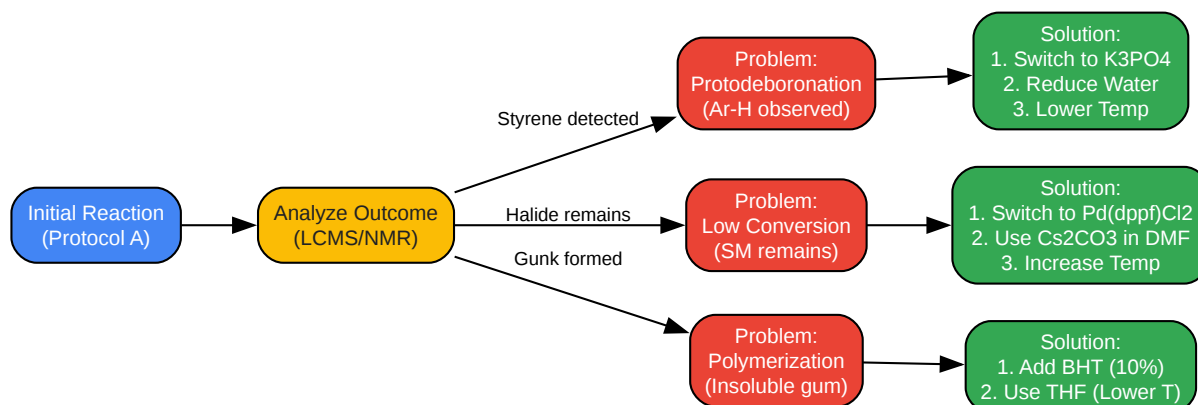 Initial Reaction
(Protocol A)
Analyze Outcome
(LCMS/NMR)
Styrene detected
Halide remains
Gunk formed
Problem:
Protodeboronation
(Ar-H observed)
Problem:
Low Conversion
(SM remains)
Problem:
Polymerization
(Insoluble gum)
Solution:
1. Switch to K3PO4
2. Reduce Water
3. Lower Temp
Solution:
1. Switch to Pd(dppf)Cl2
2. Use Cs2CO3 in DMF
3. Increase Temp
Solution:
1. Add BHT (10%)
2. Use THF (Lower T)